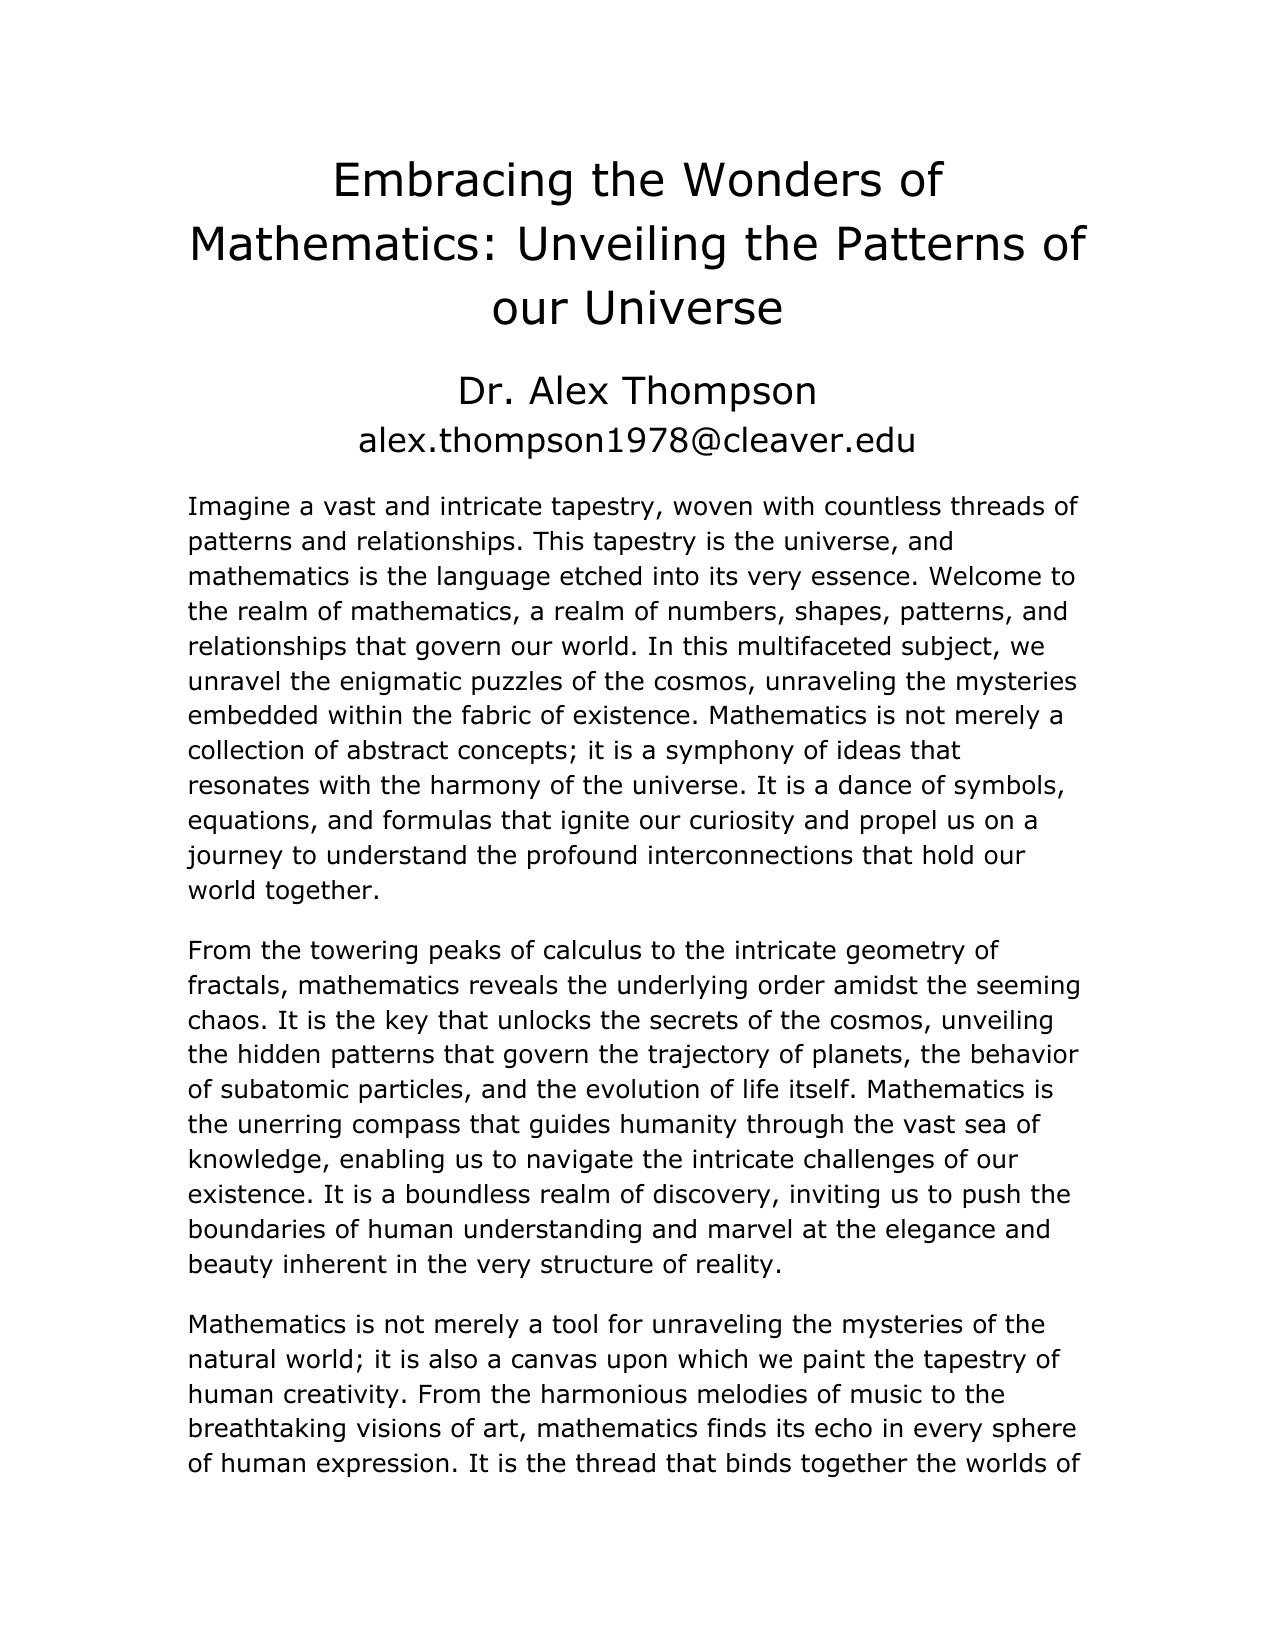 Embracing the Wonders of
Mathematics: Unveiling the Patterns of
our Universe
Dr. Alex Thompson
alex.thompson1978@cleaver.edu
Imagine a vast and intricate tapestry, woven with countless threads of
patterns and relationships. This tapestry is the universe, and
mathematics is the language etched into its very essence. Welcome to
the realm of mathematics, a realm of numbers, shapes, patterns, and
relationships that govern our world. In this multifaceted subject, we
unravel the enigmatic puzzles of the cosmos, unraveling the mysteries
embedded within the fabric of existence. Mathematics is not merely a
collection of abstract concepts; it is a symphony of ideas that
resonates with the harmony of the universe. It is a dance of symbols,
equations, and formulas that ignite our curiosity and propel us on a
journey to understand the profound interconnections that hold our
world together.
From the towering peaks of calculus to the intricate geometry of
fractals, mathematics reveals the underlying order amidst the seeming
chaos. It is the key that unlocks the secrets of the cosmos, unveiling
the hidden patterns that govern the trajectory of planets, the behavior
of subatomic particles, and the evolution of life itself. Mathematics is
the unerring compass that guides humanity through the vast sea of
knowledge, enabling us to navigate the intricate challenges of our
existence. It is a boundless realm of discovery, inviting us to push the
boundaries of human understanding and marvel at the elegance and
beauty inherent in the very structure of reality.
Mathematics is not merely a tool for unraveling the mysteries of the
natural world; it is also a canvas upon which we paint the tapestry of
human creativity. From the harmonious melodies of music to the
breathtaking visions of art, mathematics finds its echo in every sphere
of human expression. It is the thread that binds together the worlds of